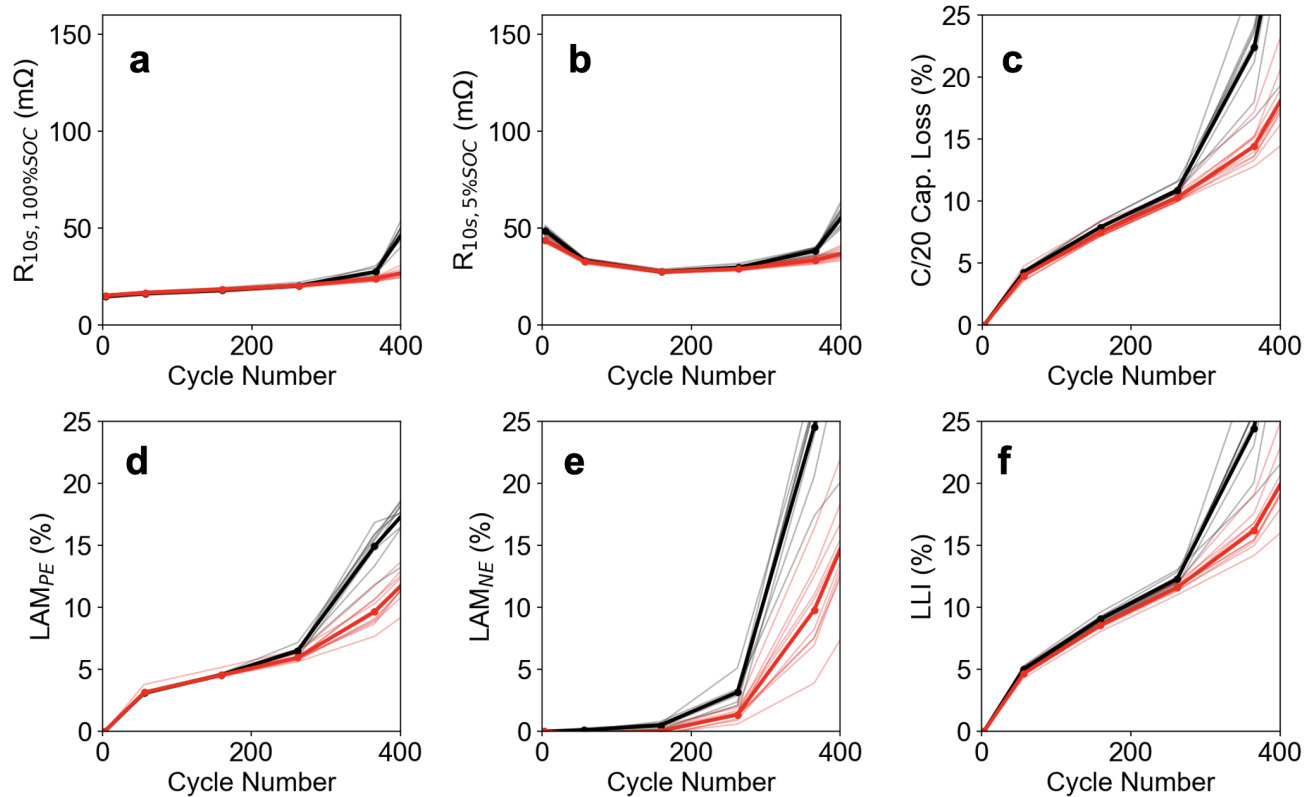 a
R10s, 100%SOC (mΩ)
150
100
50
0
0 200 400
Cycle Number
b
R10s, 5%SOC (mΩ)
150
100
50
0
0 200 400
Cycle Number
c
C/20 Cap. Loss (%)
25
20
15
10
5
0
0 200 400
Cycle Number
d
LAMPE (%)
25
20
15
10
5
0
0 200 400
Cycle Number
e
LAMNE (%)
25
20
15
10
5
0
0 200 400
Cycle Number
f
LLI (%)
25
20
15
10
5
0
0 200 400
Cycle Number